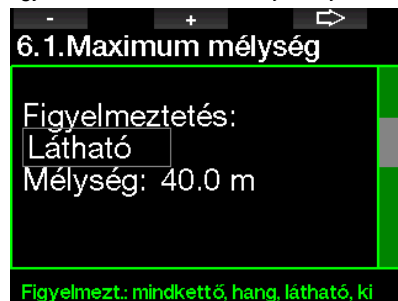 - + ⇨
6.1.Maximum mélység
Figyelmeztetés:
Látható
Mélység: 40.0 m
Figyelmezt.: mindkettő, hang, látható, ki